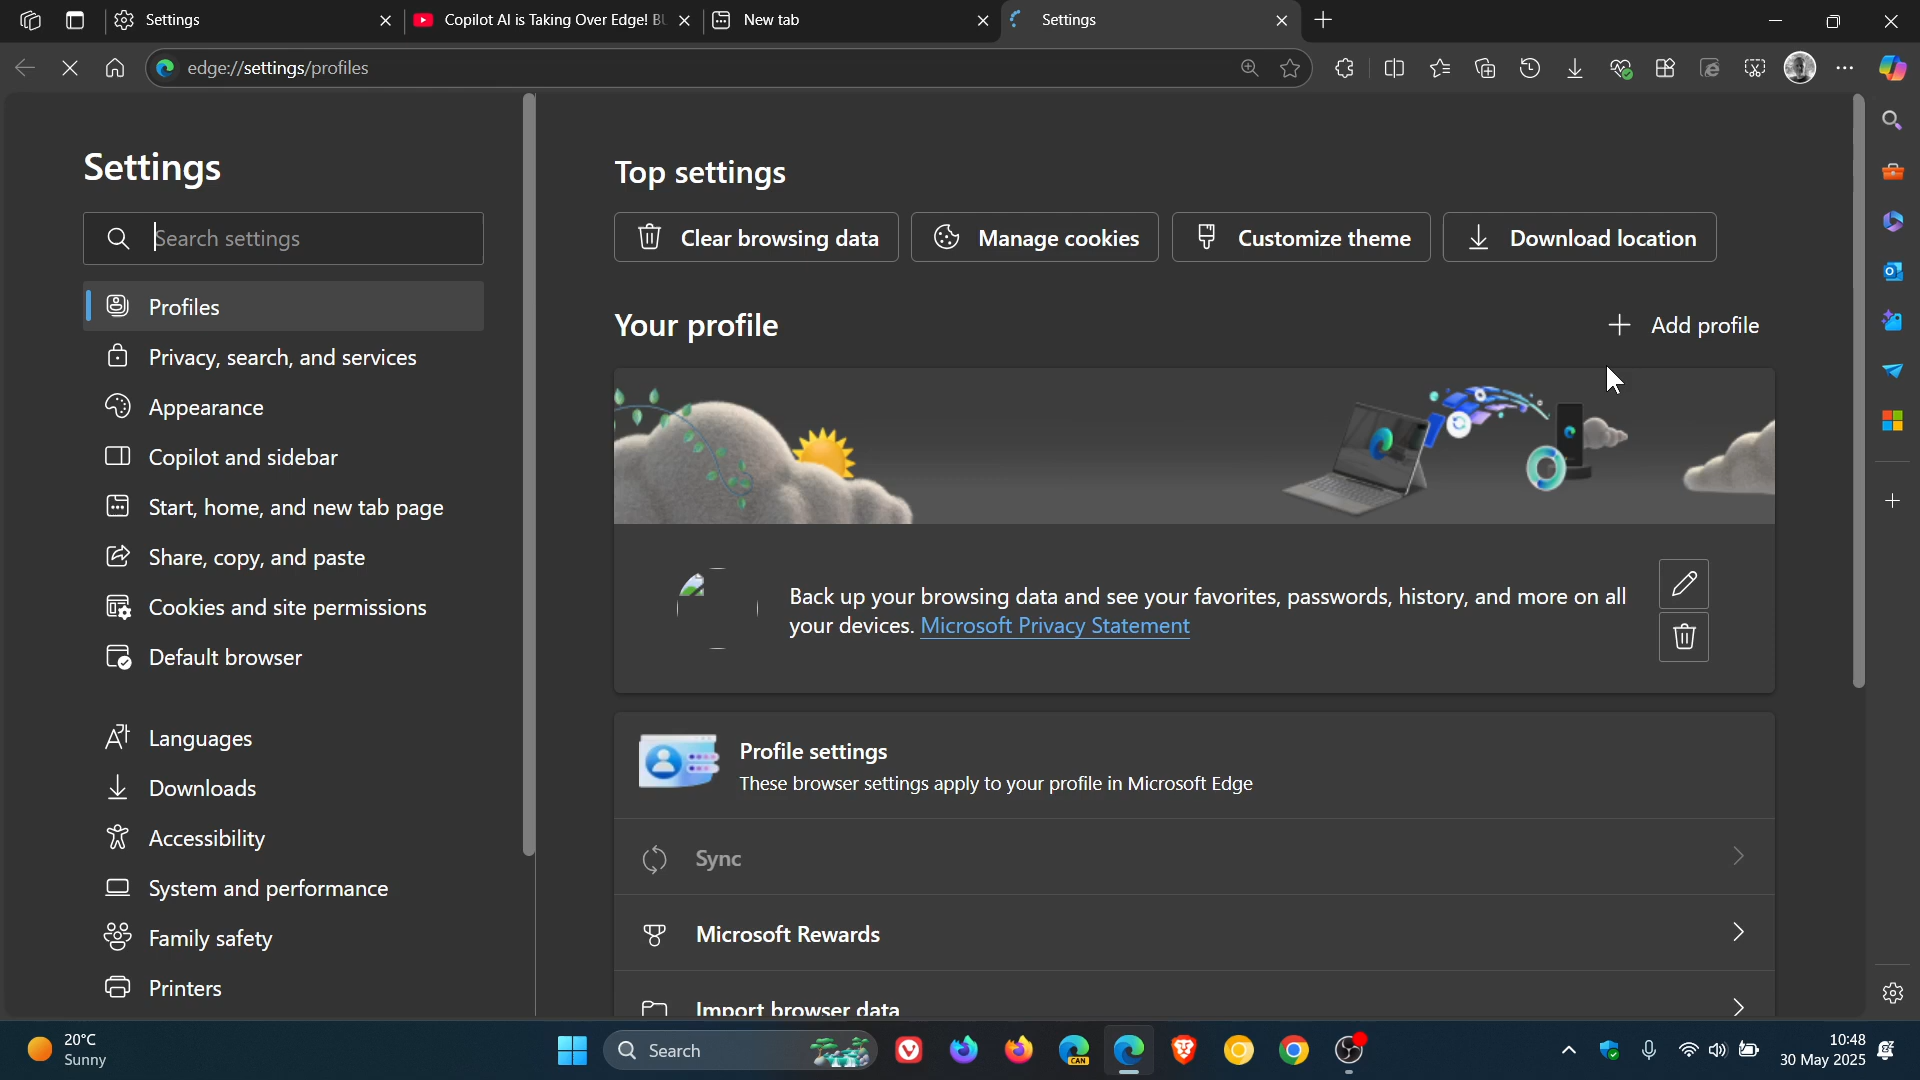 Settings
Copilot AI is Taking Over Edge! Bu
New tab
Settings
edge://settings/profiles
Settings
Search settings
Profiles
Privacy, search, and services
Appearance
Copilot and sidebar
Start, home, and new tab page
Share, copy, and paste
Cookies and site permissions
Default browser
Languages
Downloads
Accessibility
System and performance
Family safety
Printers
Top settings
Clear browsing data
Manage cookies
Customize theme
Download location
Your profile
Add profile
Back up your browsing data and see your favorites, passwords, history, and more on all
your devices. Microsoft Privacy Statement
Profile settings
These browser settings apply to your profile in Microsoft Edge
Sync
Microsoft Rewards
Import browser data
20°C
Sunny
Search
CAN
10:48
30 May 2025